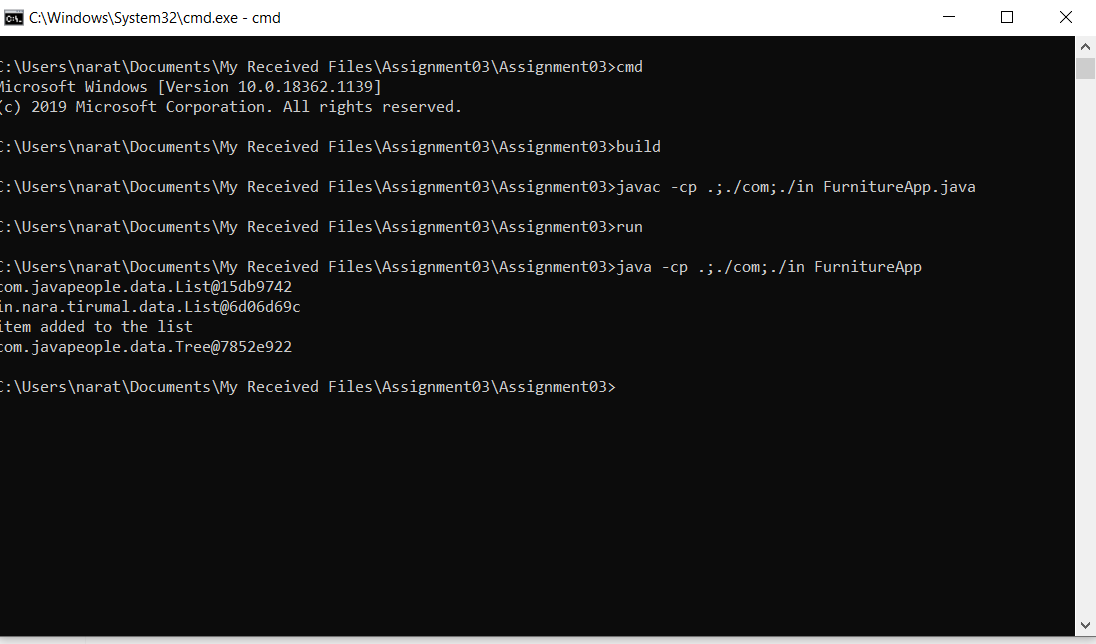 C:\Windows\System32\cmd.exe - cmd
C:\Users\narat\Documents\My Received Files\Assignment03\Assignment03>cmd
Microsoft Windows [Version 10.0.18362.1139]
(c) 2019 Microsoft Corporation. All rights reserved.
C:\Users\narat\Documents\My Received Files\Assignment03\Assignment03>build
C:\Users\narat\Documents\My Received Files\Assignment03\Assignment03>javac -cp .;./com;./in FurnitureApp.java
C:\Users\narat\Documents\My Received Files\Assignment03\Assignment03>run
C:\Users\narat\Documents\My Received Files\Assignment03\Assignment03>java -cp .;./com;./in FurnitureApp
com.javapeople.data.List@15db9742
in.nara.tirumal.data.List@6d06d69c
item added to the list
com.javapeople.data.Tree@7852e922
C:\Users\narat\Documents\My Received Files\Assignment03\Assignment03>